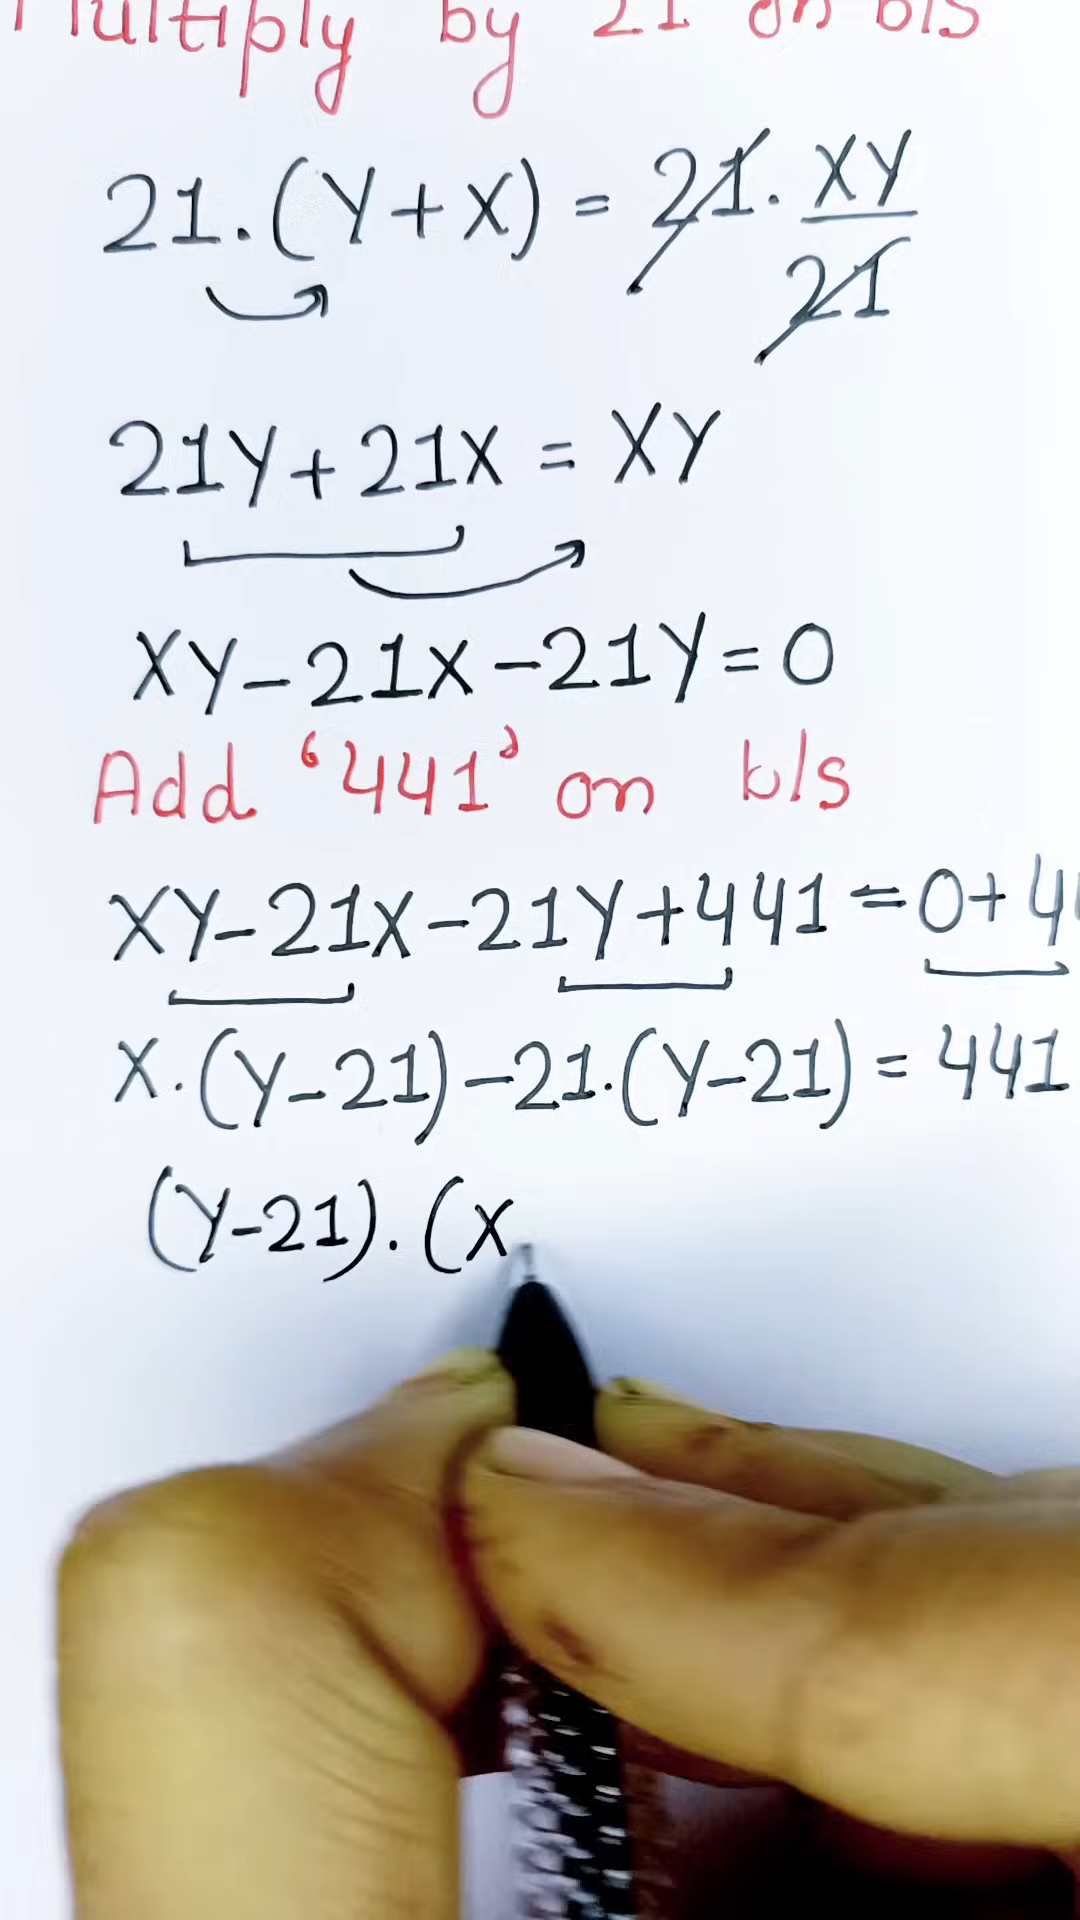 Multiply by 21 on b/s
21.(Y+X) = 21. XY
21
21Y+21X = XY
XY-21X-21Y=0
Add '441' on b/s
XY-21X-21Y+441=0+4
X.(Y-21)-21.(Y-21)=441
(Y-21).(X